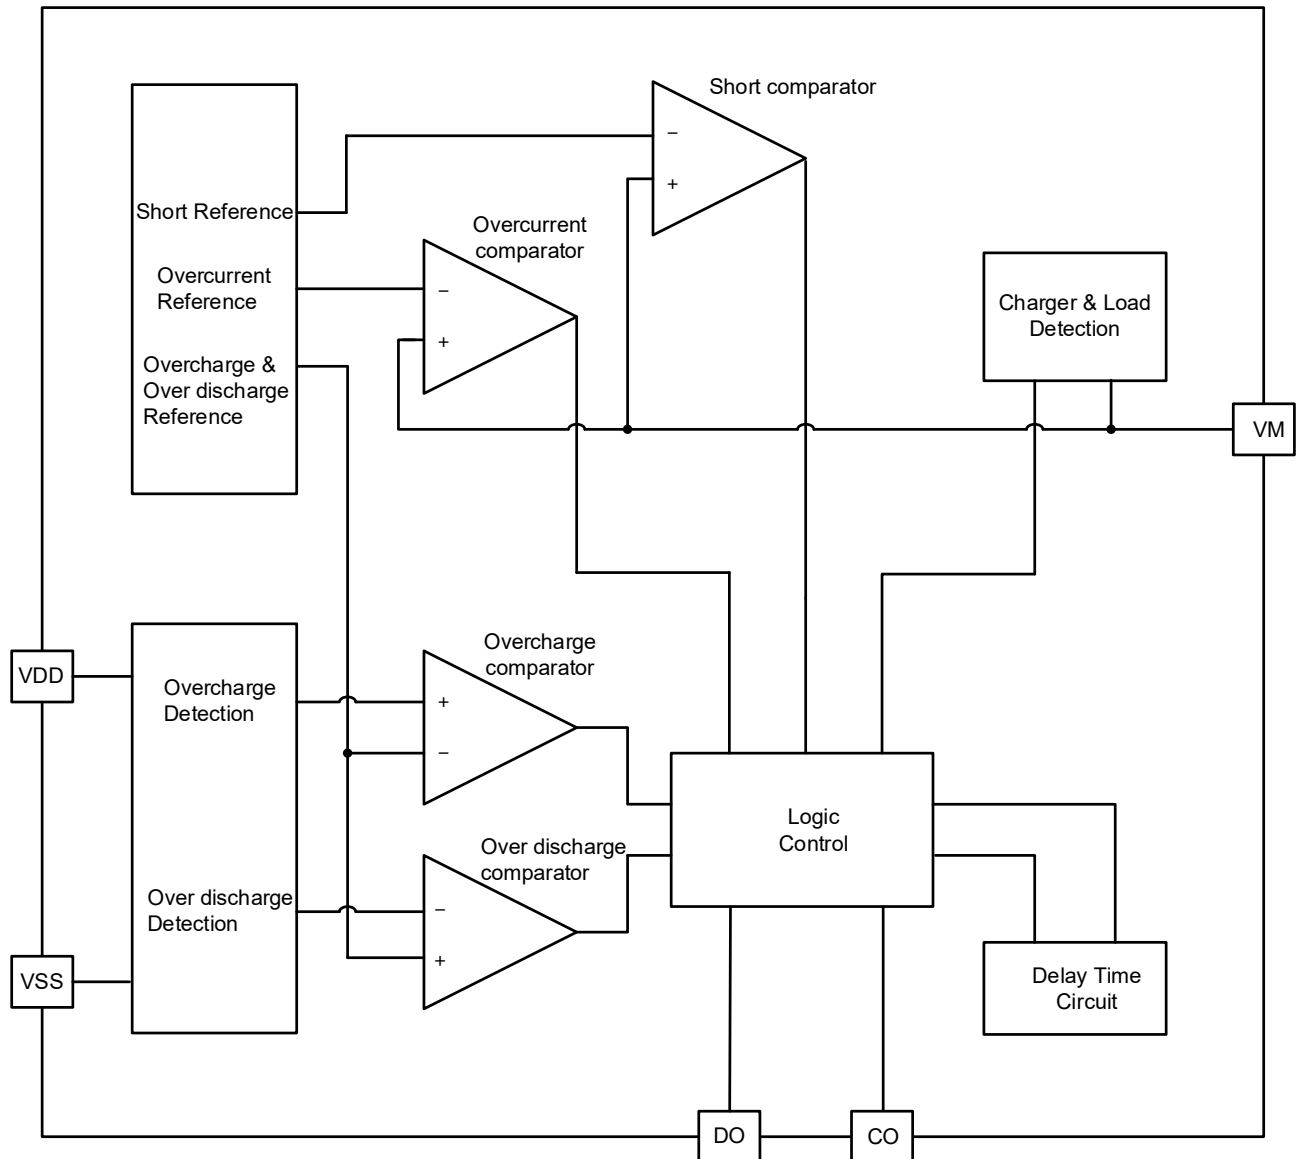 Short comparator
−
+
Short Reference
Overcurrent
comparator
Overcurrent
Reference
−
+
Charger & Load
Detection
Overcharge &
Over discharge
Reference
VM
Overcharge
comparator
VDD
Overcharge
Detection
+
−
Logic
Control
Over discharge
comparator
Over discharge
Detection
−
+
VSS
Delay Time
Circuit
DO
CO